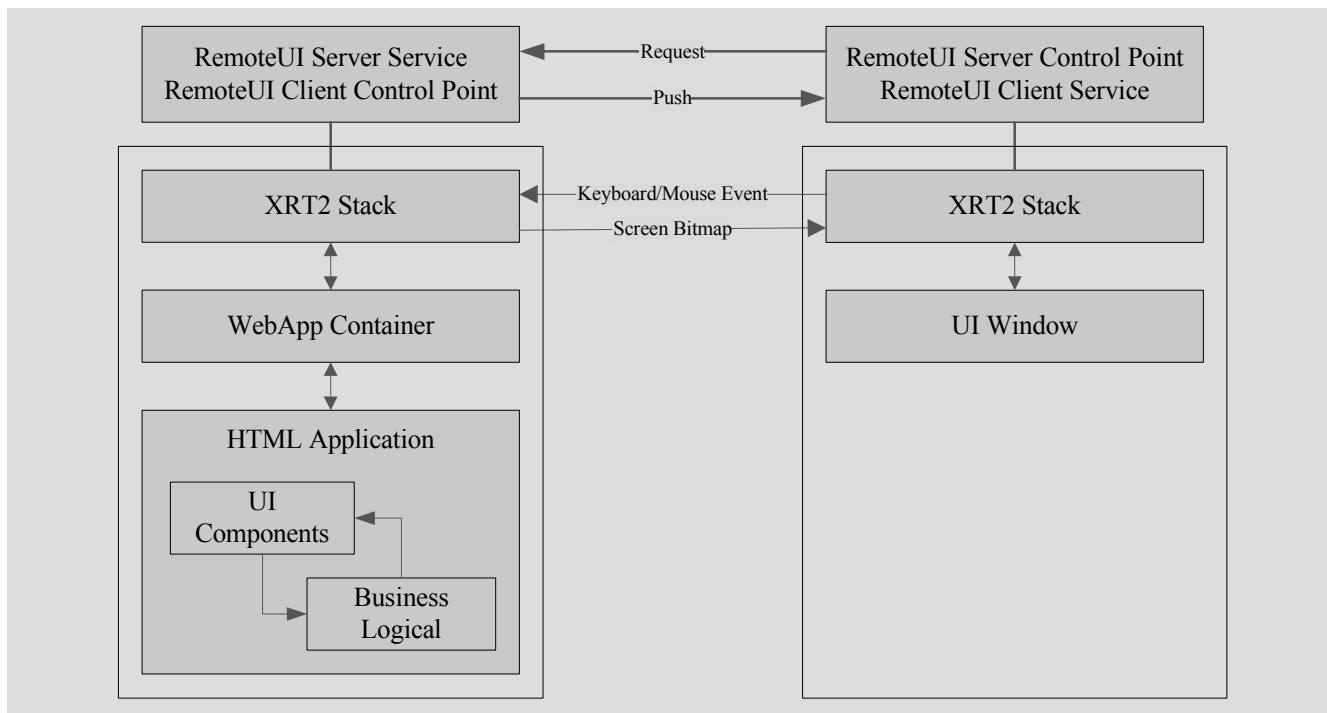 RemoteUI Server Service
RemoteUI Client Control Point
Request
Push
RemoteUI Server Control Point
RemoteUI Client Service
XRT2 Stack
Keyboard/Mouse Event
Screen Bitmap
XRT2 Stack
WebApp Container
UI Window
HTML Application
UI
Components
Business
Logical